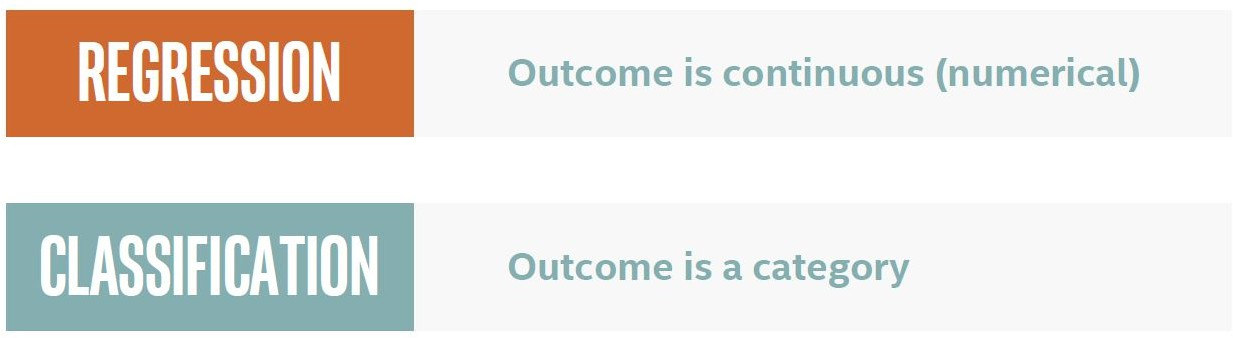 REGRESSION
Outcome is continuous (numerical)
CLASSIFICATION
Outcome is a category